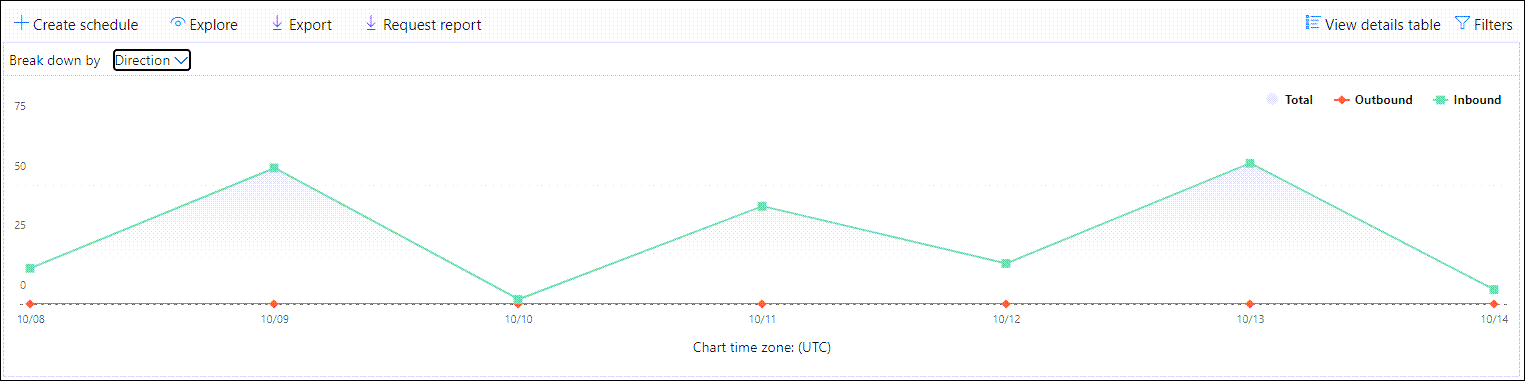 Create schedule Explore Export Request report View details table Filters
Break down by Direction
Total Outbound Inbound
75
50
25
0
10/08 10/09 10/10 10/11 10/12 10/13 10/14
Chart time zone: (UTC)